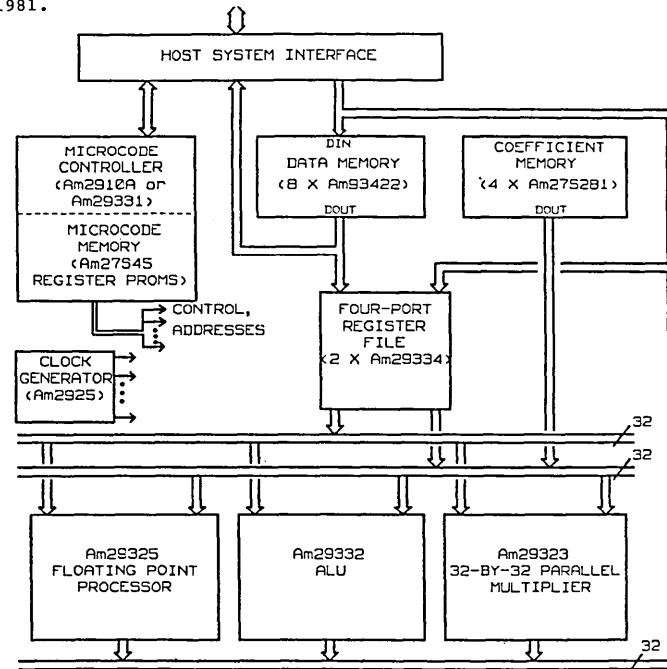 1981.
HOST SYSTEM INTERFACE
MICROCODE
CONTROLLER
(Am2910A or
Am29331)
MICROCODE
MEMORY
(Am27S45
REGISTER PROMS)
DIN
DATA MEMORY
(8 X Am93422)
DOUT
COEFFICIENT
MEMORY
(4 X Am27S281)
DOUT
CONTROL,
ADDRESSES
FOUR-PORT
REGISTER
FILE
(2 X Am29334)
CLOCK
GENERATOR
(Am2925)
32
32
Am29325
FLOATING POINT
PROCESSOR
Am29332
ALU
Am29323
32-BY-32 PARALLEL
MULTIPLIER
32